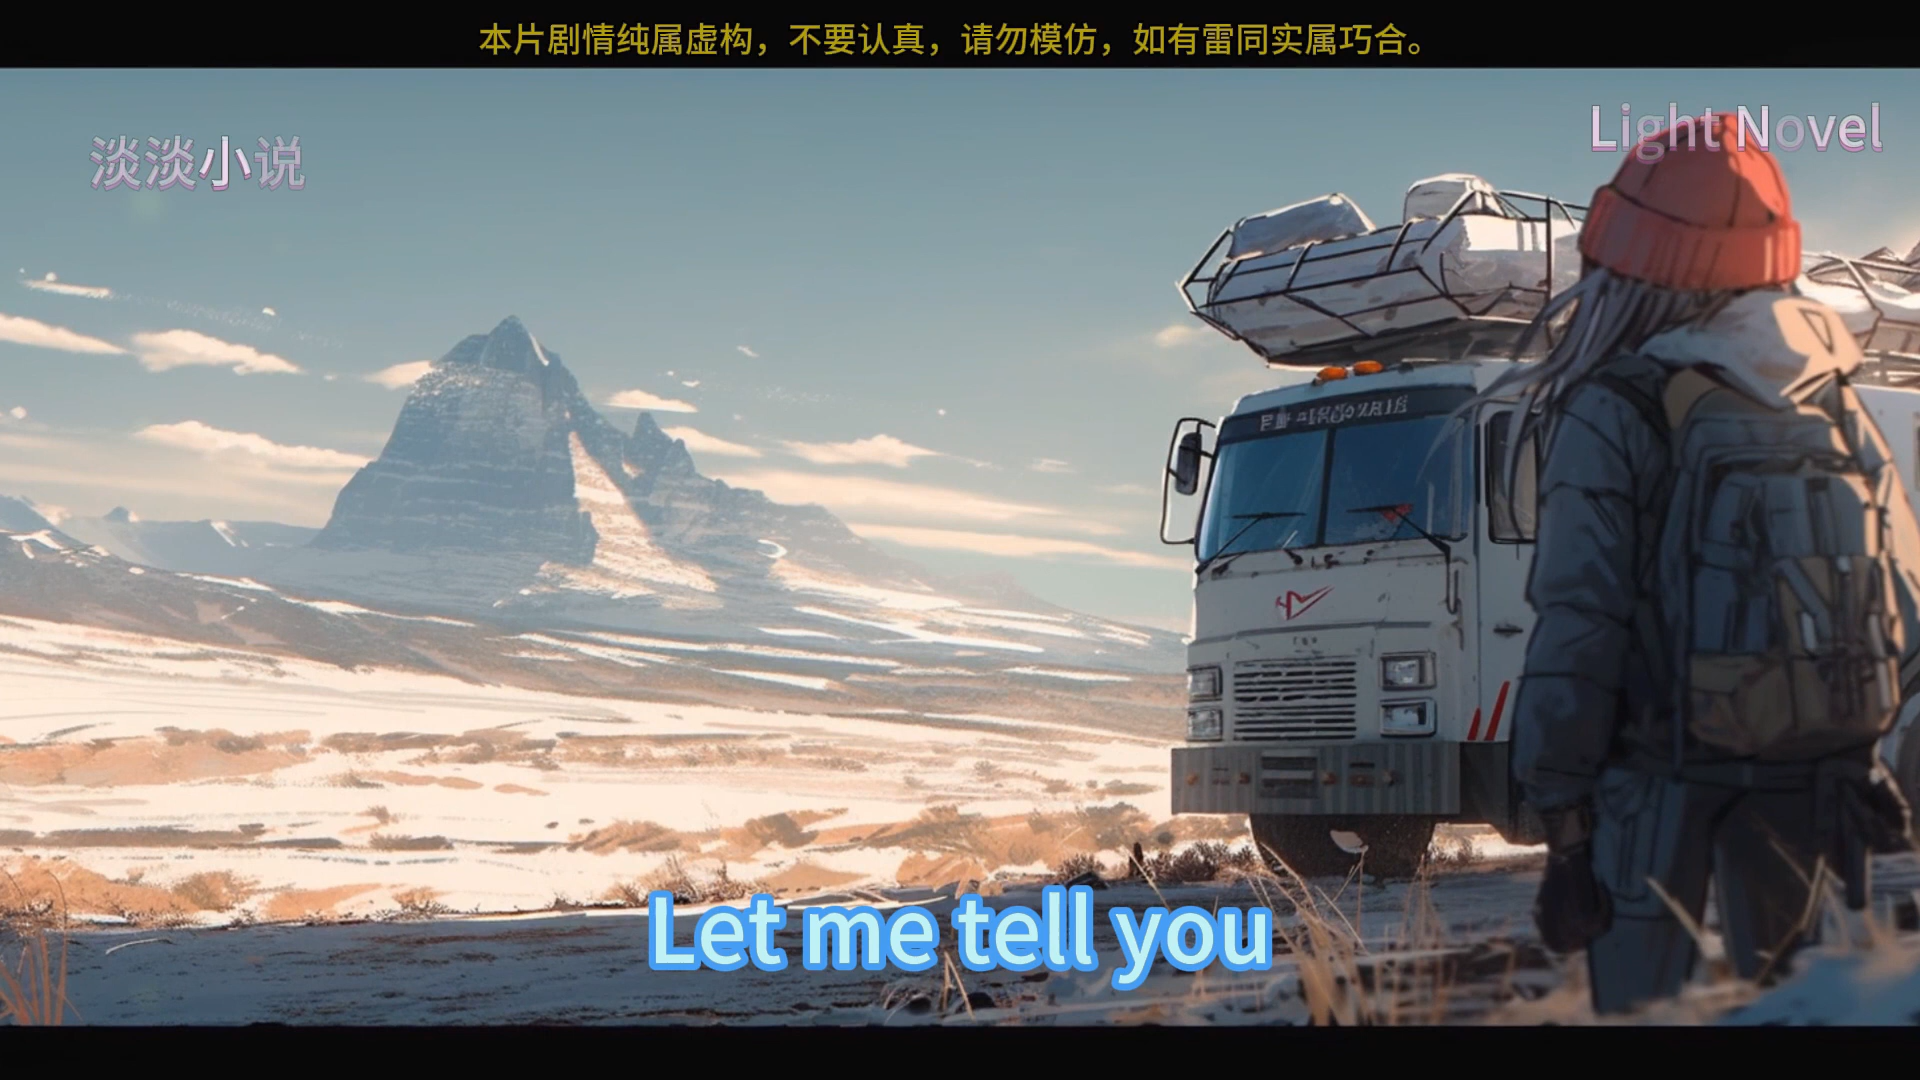 本片剧情纯属虚构，不要认真，请勿模仿，如有雷同实属巧合。
淡淡小说
Light Novel
Let me tell you